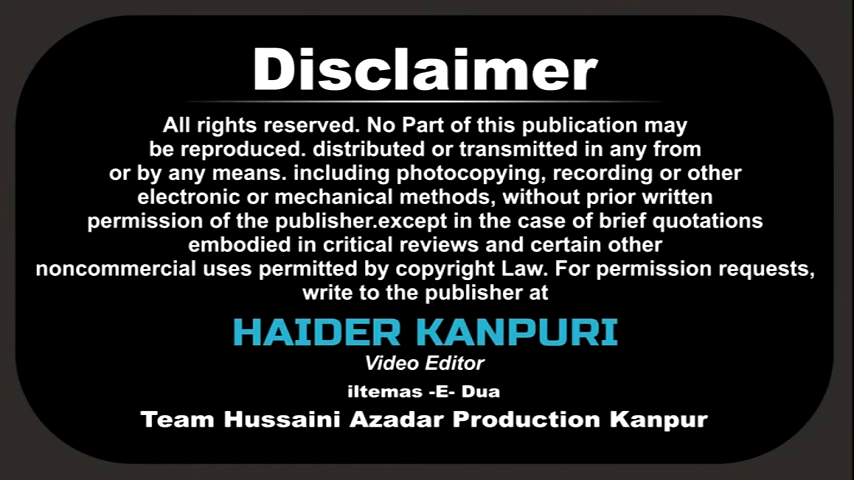 Disclaimer
All rights reserved. No Part of this publication may
be reproduced. distributed or transmitted in any from
or by any means. including photocopying, recording or other
electronic or mechanical methods, without prior written
permission of the publisher.except in the case of brief quotations
embodied in critical reviews and certain other
noncommercial uses permitted by copyright Law. For permission requests,
write to the publisher at
HAIDER KANPURI
Video Editor
iltemas -E- Dua
Team Hussaini Azadar Production Kanpur